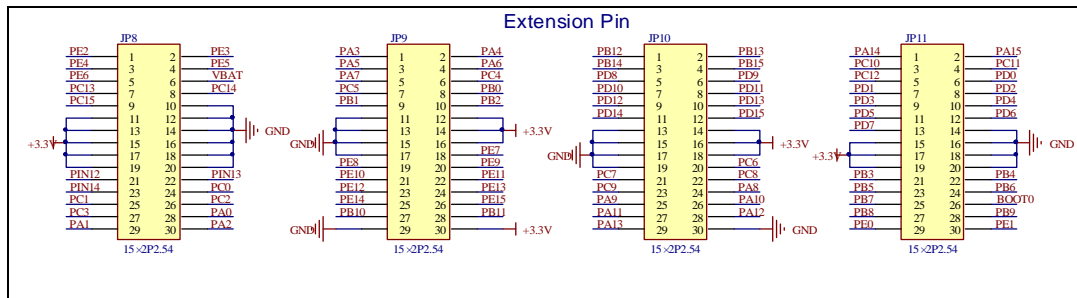 Extension Pin
JP8
PE2 1 2 PE3
PE4 3 4 PE5
PE6 5 6 VBAT
PC13 7 8 PC14
PC15 9 10
11 12
13 14 GND
+3.3V 15 16
17 18
19 20
PIN12 21 22 PIN13
PIN14 23 24 PC0
PC1 25 26 PC2
PC3 27 28 PA0
PA1 29 30 PA2
15×2P2.54
JP9
PA3 1 2 PA4
PA5 3 4 PA6
PA7 5 6 PC4
PC5 7 8 PB0
PB1 9 10 PB2
11 12
13 14 +3.3V
GND 15 16
17 18 PE7
PE8 19 20 PE9
PE10 21 22 PE11
PE12 23 24 PE13
PE14 25 26 PE15
PB10 27 28 PB11
GND 29 30 +3.3V
15×2P2.54
JP10
PB12 1 2 PB13
PB14 3 4 PB15
PD8 5 6 PD9
PD10 7 8 PD11
PD12 9 10 PD13
PD14 11 12 PD15
13 14
15 16 +3.3V
GND 17 18
19 20 PC6
PC7 21 22 PC8
PC9 23 24 PA8
PA9 25 26 PA10
PA11 27 28 PA12
PA13 29 30 GND
15×2P2.54
JP11
PA14 1 2 PA15
PC10 3 4 PC11
PC12 5 6 PD0
PD1 7 8 PD2
PD3 9 10 PD4
PD5 11 12 PD6
PD7 13 14
15 16 GND
+3.3V 17 18
19 20
PB3 21 22 PB4
PB5 23 24 PB6
PB7 25 26 BOOT0
PB8 27 28 PB9
PE0 29 30 PE1
15×2P2.54